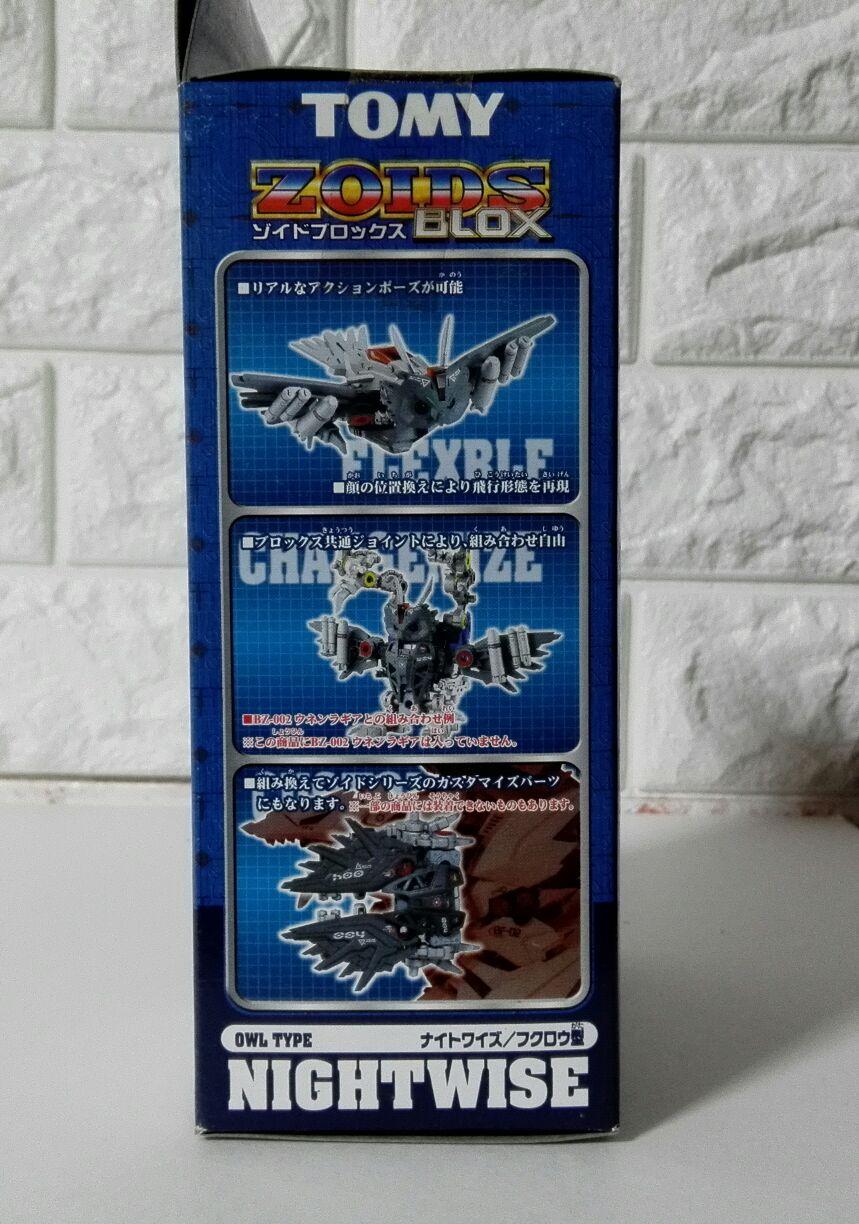 TOMY
ZOIDS
ゾイドブロックス BLOX
■リアルなアクションポーズが可能
FLEXBLE
■顔の位置換えにより飛行形態を再現
■ブロックス共通ジョイントにより、組み合わせ自由
■BZ-002 ウネンラギアとの組み合わせ例
※この商品にBZ-002 ウネンラギアは入っていません。
■組み換えでゾイドシリーズのカスタマイズパーツ
にもなります。※一部の商品には装着できないものもあります。
004
OWL TYPE ナイトワイズ/フクロウ型
NIGHTWISE